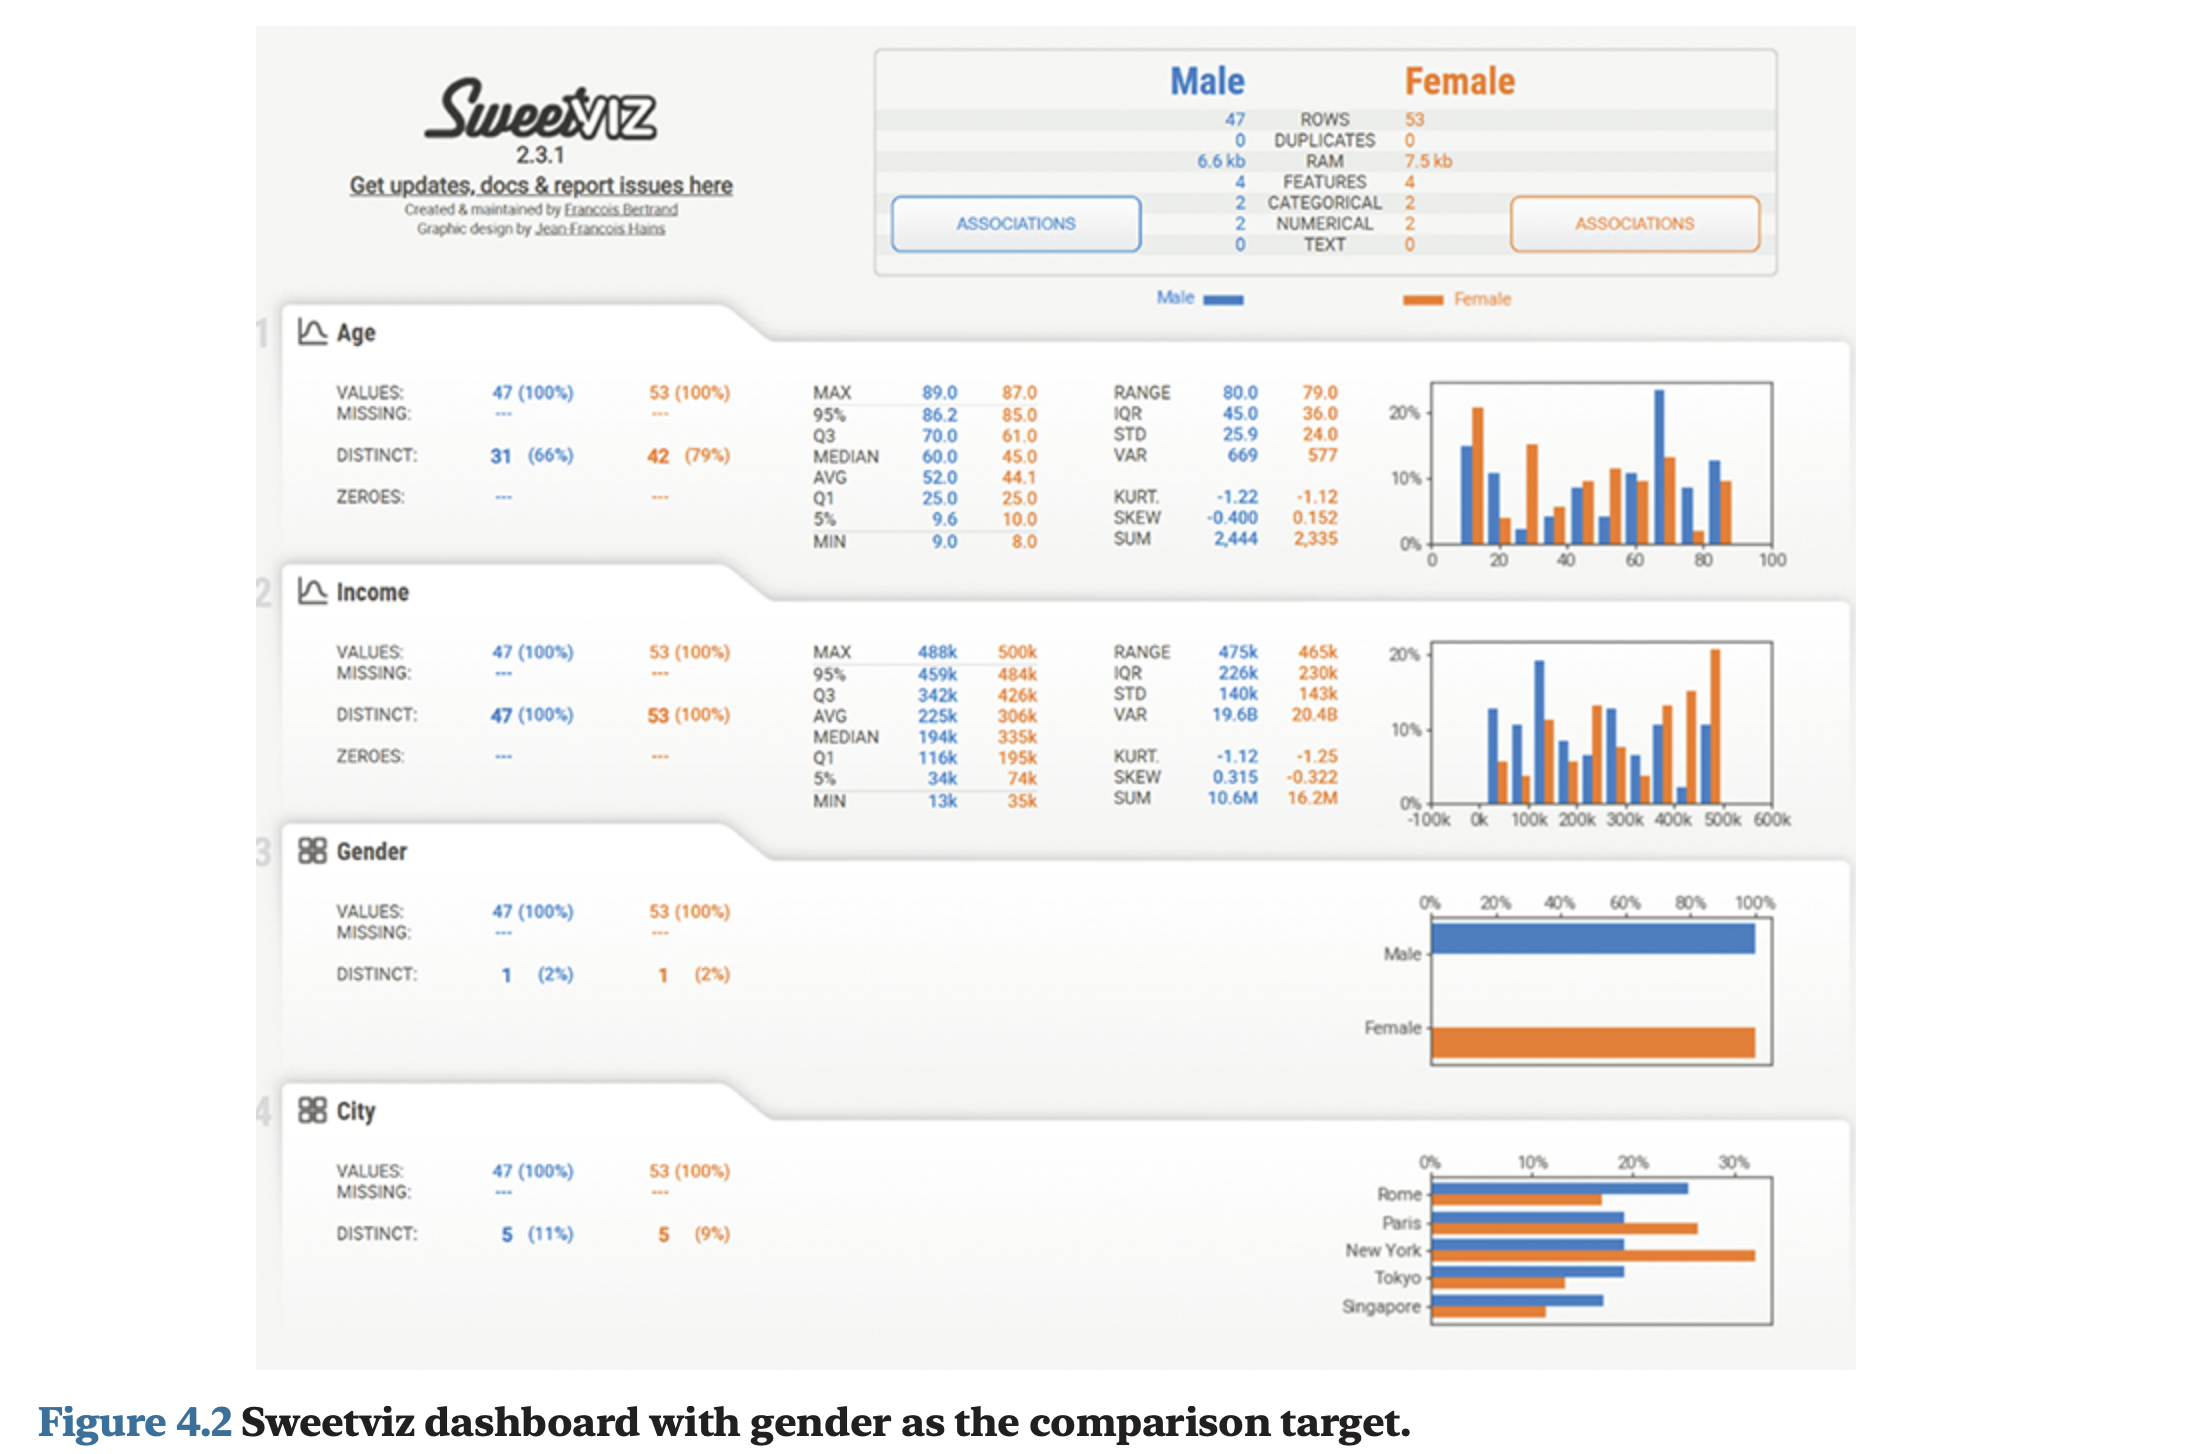 Sweetviz
2.3.1
Get updates, docs & report issues here
Created & maintained by Francois Bertrand
Graphic design by Jean-Francois Hains
Male Female
47 ROWS 53
0 DUPLICATES 0
6.6 kb RAM 7.5 kb
4 FEATURES 4
2 CATEGORICAL 2
2 NUMERICAL 2
0 TEXT 0
ASSOCIATIONS
ASSOCIATIONS
Male
Female
1
Age
VALUES: 47 (100%) 53 (100%)
MISSING: --- ---
DISTINCT: 31 (66%) 42 (79%)
ZEROES: --- ---
MAX 89.0 87.0
95% 86.2 85.0
Q3 70.0 61.0
MEDIAN 60.0 45.0
AVG 52.0 44.1
Q1 25.0 25.0
5% 9.6 10.0
MIN 9.0 8.0
RANGE 80.0 79.0
IQR 45.0 36.0
STD 25.9 24.0
VAR 669 577
KURT. -1.22 -1.12
SKEW -0.400 0.152
SUM 2,444 2,335
20%
10%
0%
0 20 40 60 80 100
2
Income
VALUES: 47 (100%) 53 (100%)
MISSING: --- ---
DISTINCT: 47 (100%) 53 (100%)
ZEROES: --- ---
MAX 488k 500k
95% 459k 484k
Q3 342k 426k
AVG 225k 306k
MEDIAN 194k 335k
Q1 116k 195k
5% 34k 74k
MIN 13k 35k
RANGE 475k 465k
IQR 226k 230k
STD 140k 143k
VAR 19.6B 20.4B
KURT. -1.12 -1.25
SKEW 0.315 -0.322
SUM 10.6M 16.2M
20%
10%
0%
-100k 0k 100k 200k 300k 400k 500k 600k
3
Gender
VALUES: 47 (100%) 53 (100%)
MISSING: --- ---
DISTINCT: 1 (2%) 1 (2%)
0% 20% 40% 60% 80% 100%
Male
Female
4
City
VALUES: 47 (100%) 53 (100%)
MISSING: --- ---
DISTINCT: 5 (11%) 5 (9%)
0% 10% 20% 30%
Rome
Paris
New York
Tokyo
Singapore
Figure 4.2 Sweetviz dashboard with gender as the comparison target.